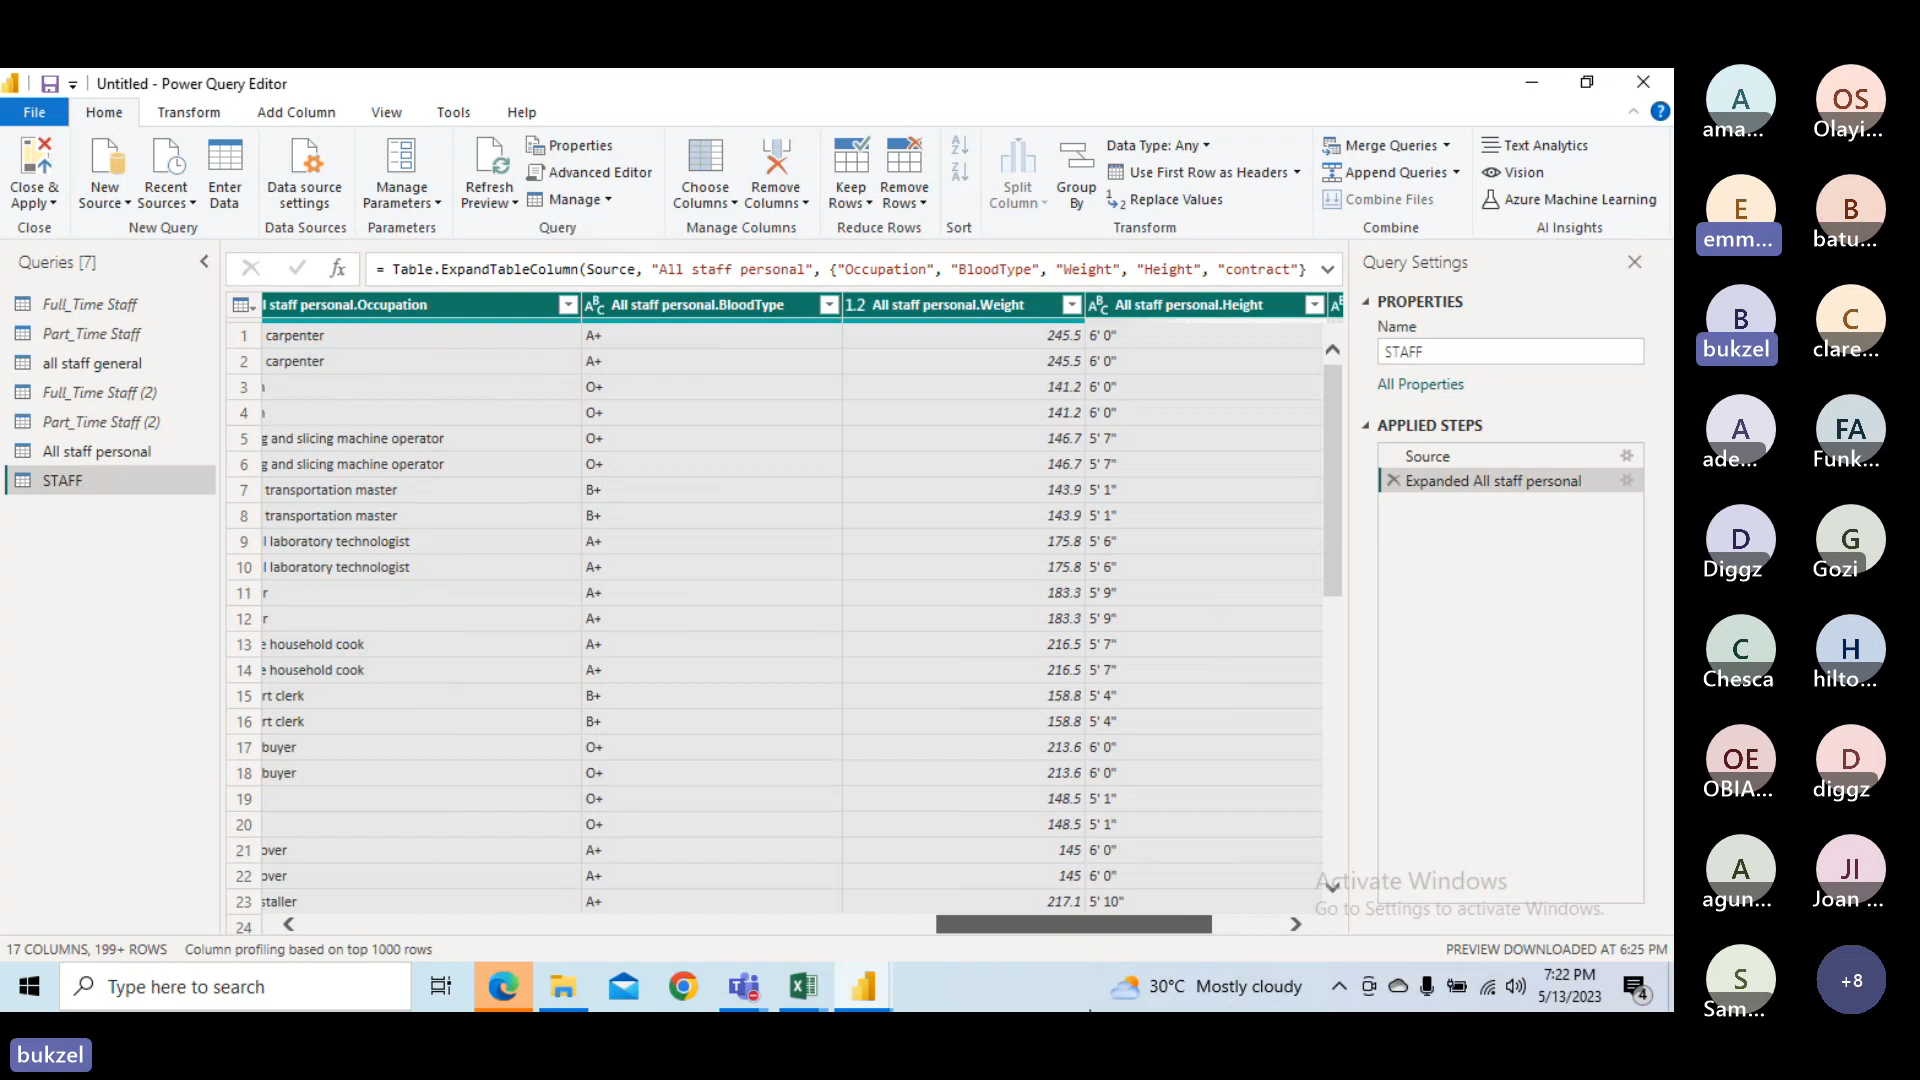 Untitled - Power Query Editor
File Home Transform Add Column View Tools Help
Close & Apply
New Source
Recent Sources
Enter Data
Data source settings
Manage Parameters
Refresh Preview
Properties
Advanced Editor
Manage
Choose Columns
Remove Columns
Keep Rows
Remove Rows
Split Column
Group By
Data Type: Any
Use First Row as Headers
Replace Values
Merge Queries
Append Queries
Combine Files
Text Analytics
Vision
Azure Machine Learning
Close New Query Data Sources Parameters Query Manage Columns Reduce Rows Sort Transform Combine AI Insights
Queries [7]
Full_Time Staff
Part_Time Staff
all staff general
Full_Time Staff (2)
Part_Time Staff (2)
All staff personal
STAFF
fx = Table.ExpandTableColumn(Source, "All staff personal", {"Occupation", "BloodType", "Weight", "Height", "contract"}
l staff personal.Occupation ABC All staff personal.BloodType 1.2 All staff personal.Weight ABC All staff personal.Height
1 carpenter A+ 245.5 6' 0"
2 carpenter A+ 245.5 6' 0"
3 O+ 141.2 6' 0"
4 O+ 141.2 6' 0"
5 g and slicing machine operator O+ 146.7 5' 7"
6 g and slicing machine operator O+ 146.7 5' 7"
7 transportation master B+ 143.9 5' 1"
8 transportation master B+ 143.9 5' 1"
9 l laboratory technologist A+ 175.8 5' 6"
10 l laboratory technologist A+ 175.8 5' 6"
11 r A+ 183.3 5' 9"
12 r A+ 183.3 5' 9"
13 e household cook A+ 216.5 5' 7"
14 e household cook A+ 216.5 5' 7"
15 rt clerk B+ 158.8 5' 4"
16 rt clerk B+ 158.8 5' 4"
17 buyer O+ 213.6 6' 0"
18 buyer O+ 213.6 6' 0"
19 O+ 148.5 5' 1"
20 O+ 148.5 5' 1"
21 over A+ 145 6' 0"
22 over A+ 145 6' 0"
23 staller A+ 217.1 5' 10"
24
Query Settings
PROPERTIES
Name
STAFF
All Properties
APPLIED STEPS
Source
Expanded All staff personal
Activate Windows
Go to Settings to activate Windows.
17 COLUMNS, 199+ ROWS Column profiling based on top 1000 rows PREVIEW DOWNLOADED AT 6:25 PM
Type here to search
30°C Mostly cloudy
7:22 PM
5/13/2023
4
A OS
ama... Olayi...
E B
emm... batu...
B C
bukzel clare...
A FA
ade... Funk...
D G
Diggz Gozi
C H
Chesca hilto...
OE D
OBIA... diggz
A JI
agun... Joan ...
S +8
Sam...
bukzel